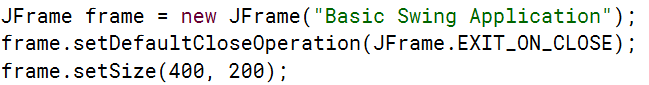 JFrame frame = new JFrame("Basic Swing Application");
frame.setDefaultCloseOperation(JFrame.EXIT_ON_CLOSE);
frame.setSize(400, 200);